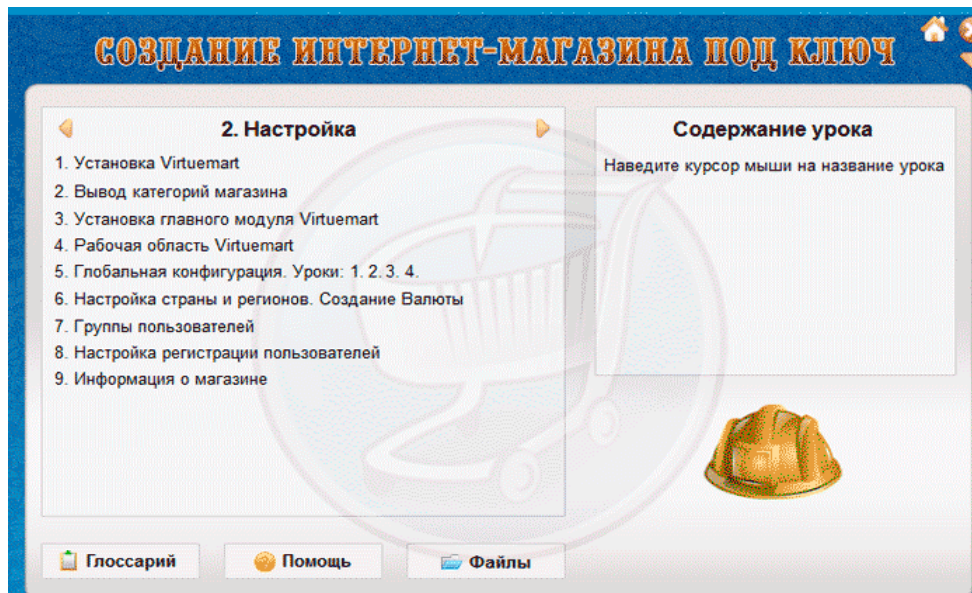 СОЗДАНИЕ ИНТЕРНЕТ-МАГАЗИНА ПОД КЛЮЧ
2. Настройка
1. Установка Virtuemart
2. Вывод категорий магазина
3. Установка главного модуля Virtuemart
4. Рабочая область Virtuemart
5. Глобальная конфигурация. Уроки: 1. 2. 3. 4.
6. Настройка страны и регионов. Создание Валюты
7. Группы пользователей
8. Настройка регистрации пользователей
9. Информация о магазине
Содержание урока
Наведите курсор мыши на название урока
Глоссарий
Помощь
Файлы